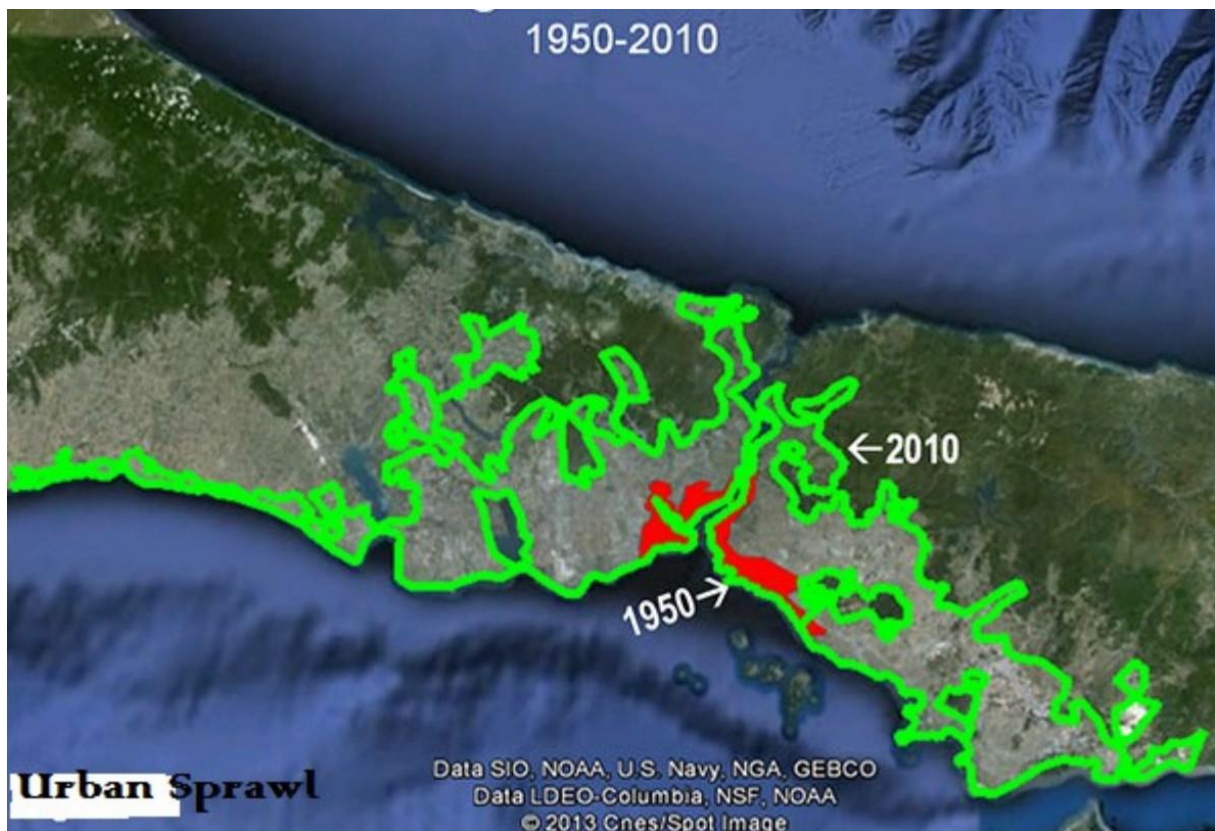 1950-2010
←2010
1950→
Urban Sprawl
Data SIO, NOAA, U.S. Navy, NGA, GEBCO
Data LDEO-Columbia, NSF, NOAA
© 2013 Cnes/Spot Image